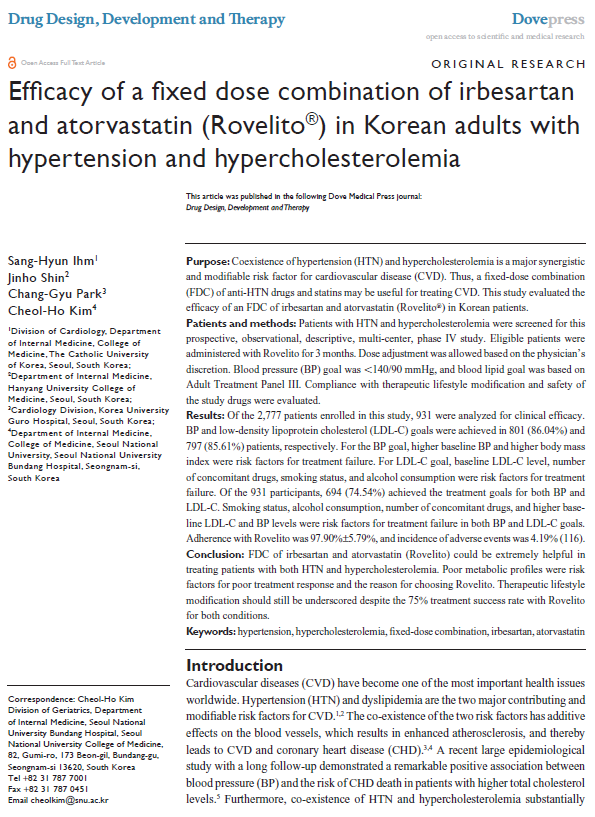 Drug Design, Development and Therapy
Dovepress
open access to scientific and medical research
Open Access Full Text Article
ORIGINAL RESEARCH
Efficacy of a fixed dose combination of irbesartan
and atorvastatin (Rovelito®) in Korean adults with
hypertension and hypercholesterolemia
This article was published in the following Dove Medical Press journal:
Drug Design, Development and Therapy
Sang-Hyun Ihm¹
Jinho Shin²
Chang-Gyu Park³
Cheol-Ho Kim⁴
¹Division of Cardiology, Department
of Internal Medicine, College of
Medicine, The Catholic University
of Korea, Seoul, South Korea;
²Department of Internal Medicine,
Hanyang University College of
Medicine, Seoul, South Korea;
³Cardiology Division, Korea University
Guro Hospital, Seoul, South Korea;
⁴Department of Internal Medicine,
College of Medicine, Seoul National
University, Seoul National University
Bundang Hospital, Seongnam-si,
South Korea
Purpose: Coexistence of hypertension (HTN) and hypercholesterolemia is a major synergistic
and modifiable risk factor for cardiovascular disease (CVD). Thus, a fixed-dose combination
(FDC) of anti-HTN drugs and statins may be useful for treating CVD. This study evaluated the
efficacy of an FDC of irbesartan and atorvastatin (Rovelito®) in Korean patients.
Patients and methods: Patients with HTN and hypercholesterolemia were screened for this
prospective, observational, descriptive, multi-center, phase IV study. Eligible patients were
administered with Rovelito for 3 months. Dose adjustment was allowed based on the physician's
discretion. Blood pressure (BP) goal was <140/90 mmHg, and blood lipid goal was based on
Adult Treatment Panel III. Compliance with therapeutic lifestyle modification and safety of
the study drugs were evaluated.
Results: Of the 2,777 patients enrolled in this study, 931 were analyzed for clinical efficacy.
BP and low-density lipoprotein cholesterol (LDL-C) goals were achieved in 801 (86.04%) and
797 (85.61%) patients, respectively. For the BP goal, higher baseline BP and higher body mass
index were risk factors for treatment failure. For LDL-C goal, baseline LDL-C level, number
of concomitant drugs, smoking status, and alcohol consumption were risk factors for treatment
failure. Of the 931 participants, 694 (74.54%) achieved the treatment goals for both BP and
LDL-C. Smoking status, alcohol consumption, number of concomitant drugs, and higher base-
line LDL-C and BP levels were risk factors for treatment failure in both BP and LDL-C goals.
Adherence with Rovelito was 97.90%±5.79%, and incidence of adverse events was 4.19% (116).
Conclusion: FDC of irbesartan and atorvastatin (Rovelito) could be extremely helpful in
treating patients with both HTN and hypercholesterolemia. Poor metabolic profiles were risk
factors for poor treatment response and the reason for choosing Rovelito. Therapeutic lifestyle
modification should still be underscored despite the 75% treatment success rate with Rovelito
for both conditions.
Keywords: hypertension, hypercholesterolemia, fixed-dose combination, irbesartan, atorvastatin
Correspondence: Cheol-Ho Kim
Division of Geriatrics, Department
of Internal Medicine, Seoul National
University Bundang Hospital, Seoul
National University College of Medicine,
82, Gumi-ro, 173 Beon-gil, Bundang-gu,
Seongnam-si 13620, South Korea
Tel +82 31 787 7001
Fax +82 31 787 0451
Email cheolkim@snu.ac.kr
Introduction
Cardiovascular diseases (CVD) have become one of the most important health issues
worldwide. Hypertension (HTN) and dyslipidemia are the two major contributing and
modifiable risk factors for CVD.¹,² The co-existence of the two risk factors has additive
effects on the blood vessels, which results in enhanced atherosclerosis, and thereby
leads to CVD and coronary heart disease (CHD).³,⁴ A recent large epidemiological
study with a long follow-up demonstrated a remarkable positive association between
blood pressure (BP) and the risk of CHD death in patients with higher total cholesterol
levels.⁵ Furthermore, co-existence of HTN and hypercholesterolemia substantially